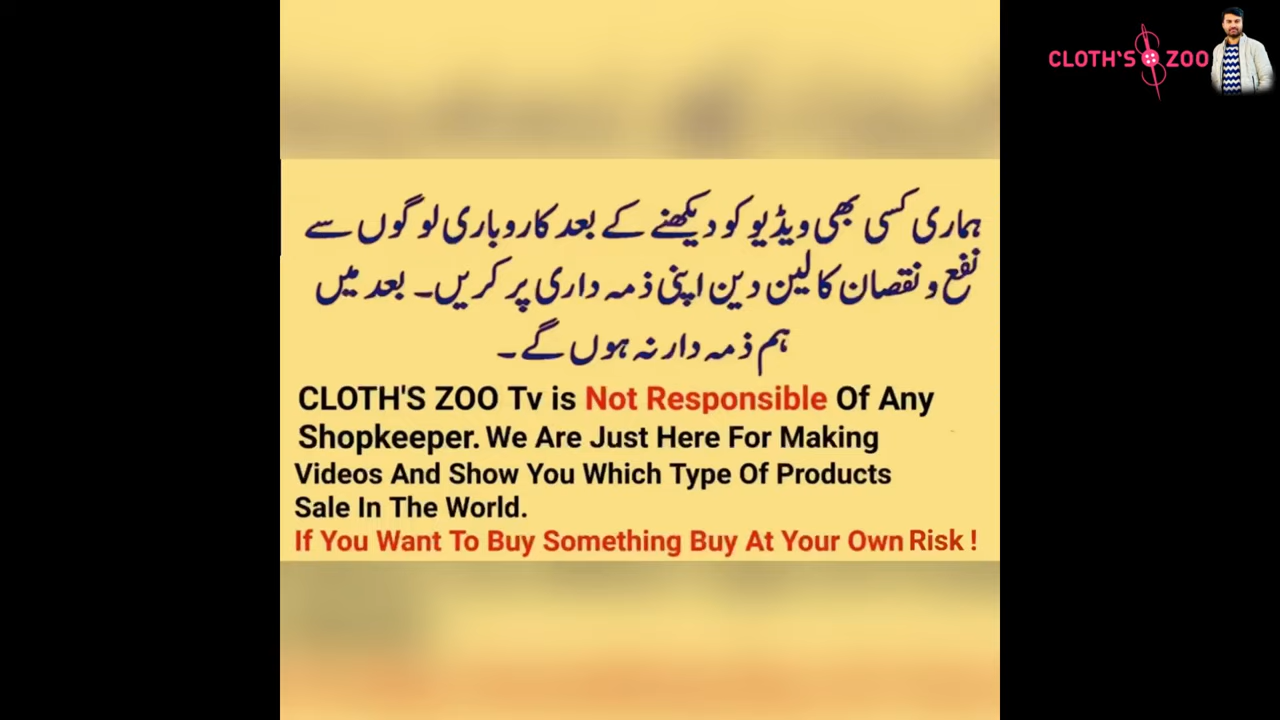 CLOTH'S ZOO
ہماری کسی بھی ویڈیو کو دیکھنے کے بعد کاروباری لوگوں سے
نفع و نقصان کا لین دین اپنی ذمہ داری پر کریں۔ بعد میں
ہم ذمہ دار نہ ہوں گے۔
CLOTH'S ZOO Tv is Not Responsible Of Any
Shopkeeper. We Are Just Here For Making
Videos And Show You Which Type Of Products
Sale In The World.
If You Want To Buy Something Buy At Your Own Risk !